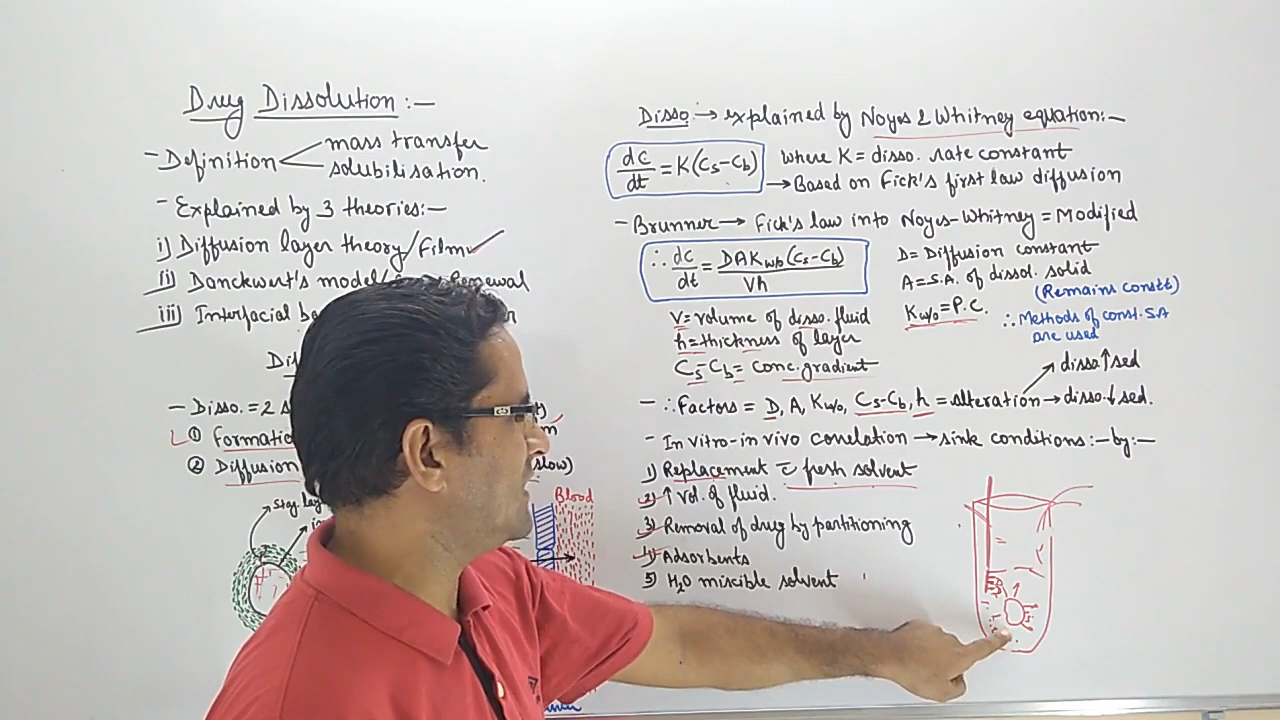 Drug Dissolution :-
- Definition
mass transfer
solubilisation.
- Explained by 3 theories:-
i) Diffusion layer theory/Film
ii) Danckwert's model/ Renewal
iii) Interfacial
- Disso. = 2
① Formation
② Diffusion slow)
stag layer
Blood
Disso → explained by Noyes & Whitney equation:-
dc/dt = K(Cs-Cb) where K = disso. rate constant
→ Based on Fick's first law diffusion
- Brunner → Fick's law into Noyes-Whitney = Modified
∴ dc/dt = DAKw/o (Cs-Cb)/Vh
D = Diffusion constant
A = S.A. of dissol. solid
(Remains constt)
Kw/o = P.C.
∴ Methods of const. SA
are used
V = volume of disso. fluid
h = thickness of layer
Cs-Cb = conc. gradient
- ∴ Factors = D, A, Kw/o, Cs-Cb, h = alteration → disso ↓ sed.
disso ↑ sed
- In vitro-in vivo correlation → sink conditions:- by:-
1) Replacement c̄ fresh solvent
2) ↑ Vol. of fluid.
3) Removal of drug by partitioning
4) Adsorbents
5) H₂O miscible solvent